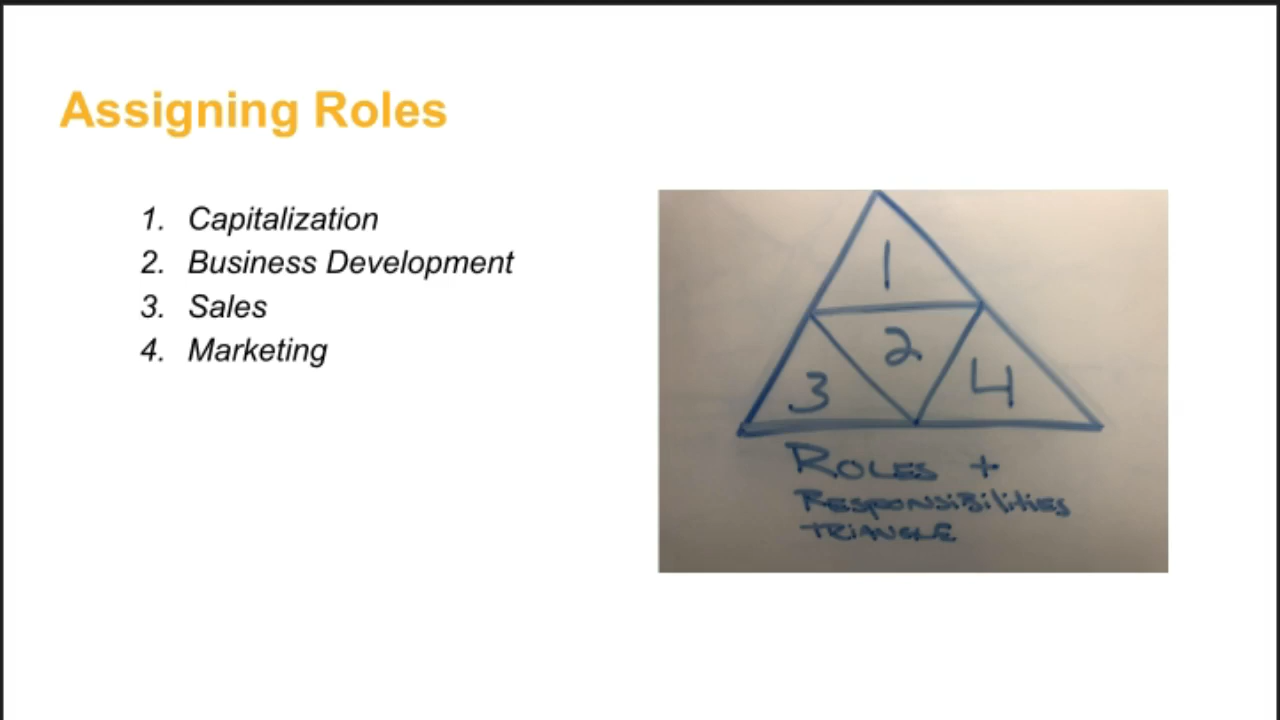 Assigning Roles
1. Capitalization
2. Business Development
3. Sales
4. Marketing
1
2
3 4
ROLES +
RESPONSIBILITIES
TRIANGLE